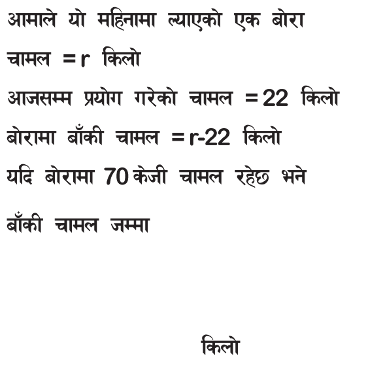 आमाले यो महिनामा ल्याएको एक बोरा
चामल = r किलो
आजसम्म प्रयोग गरेको चामल = 22 किलो
बोरामा बाँकी चामल = r-22 किलो
यदि बोरामा 70 केजी चामल रहेछ भने
बाँकी चामल जम्मा
किलो